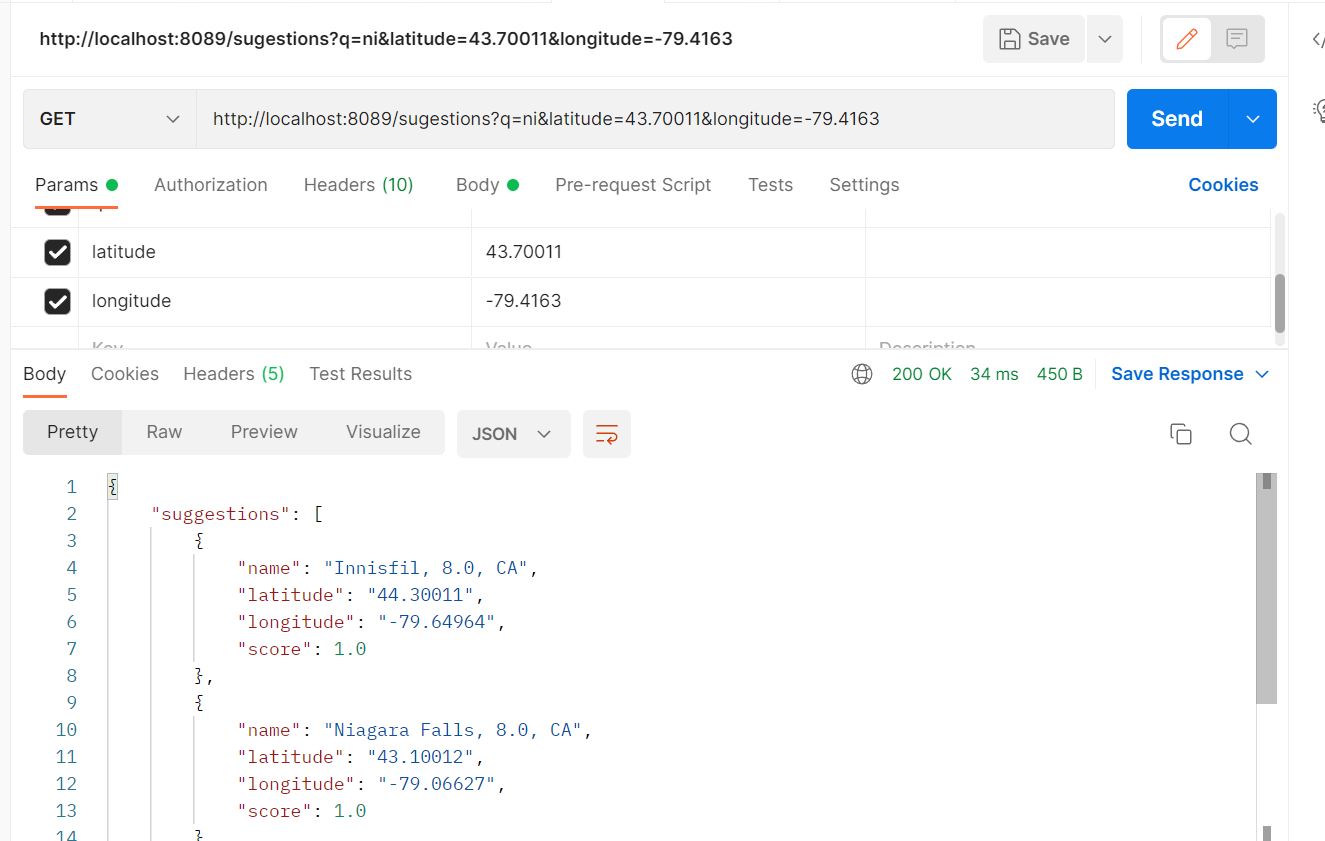 http://localhost:8089/sugestions?q=ni&latitude=43.70011&longitude=-79.4163
Save
GET
http://localhost:8089/sugestions?q=ni&latitude=43.70011&longitude=-79.4163
Send
Params Authorization Headers (10) Body Pre-request Script Tests Settings Cookies
latitude 43.70011
longitude -79.4163
Key Value Description
Body Cookies Headers (5) Test Results 200 OK 34 ms 450 B Save Response
Pretty Raw Preview Visualize JSON
1 {
2 "suggestions": [
3 {
4 "name": "Innisfil, 8.0, CA",
5 "latitude": "44.30011",
6 "longitude": "-79.64964",
7 "score": 1.0
8 },
9 {
10 "name": "Niagara Falls, 8.0, CA",
11 "latitude": "43.10012",
12 "longitude": "-79.06627",
13 "score": 1.0
14 }